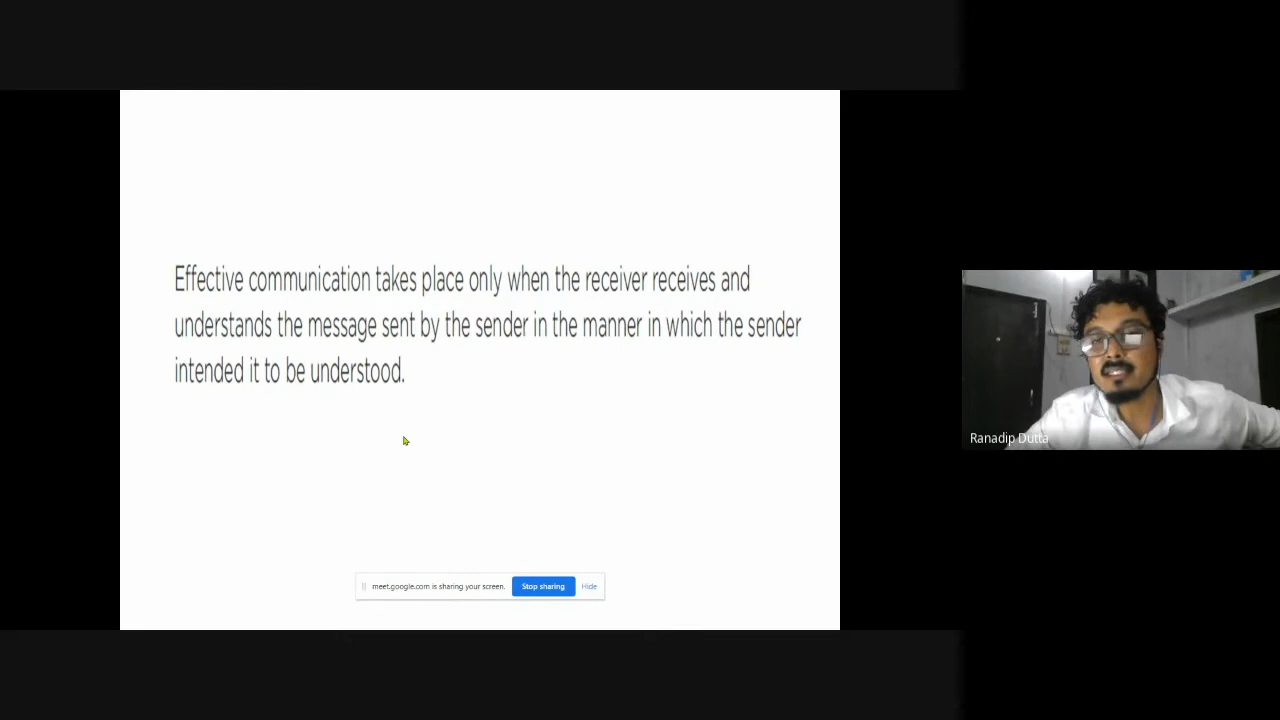 Effective communication takes place only when the receiver receives and
understands the message sent by the sender in the manner in which the sender
intended it to be understood.
Ranadip Dutta
meet.google.com is sharing your screen. Stop sharing Hide